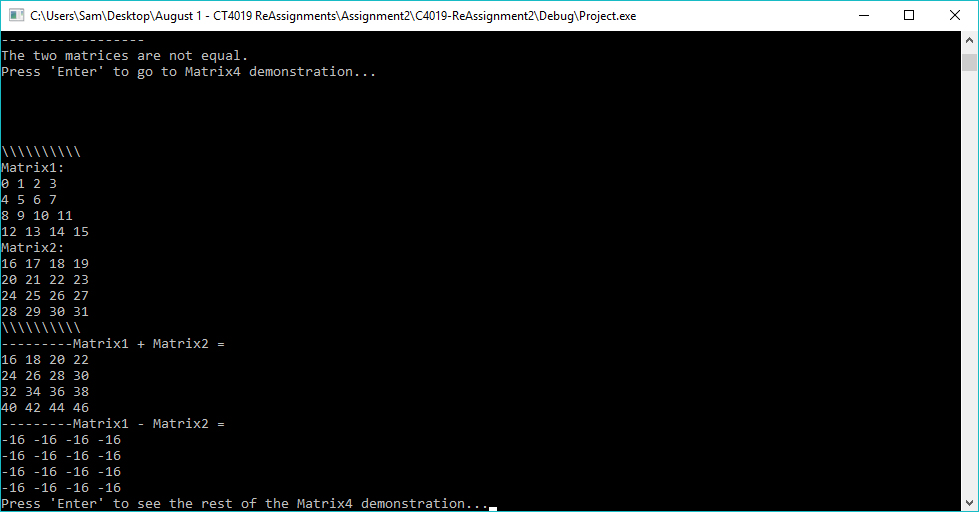 C:\Users\Sam\Desktop\August 1 - CT4019 ReAssignments\Assignment2\C4019-ReAssignment2\Debug\Project.exe
------------------
The two matrices are not equal.
Press 'Enter' to go to Matrix4 demonstration...
\\\\\\\\\\
Matrix1:
0 1 2 3
4 5 6 7
8 9 10 11
12 13 14 15
Matrix2:
16 17 18 19
20 21 22 23
24 25 26 27
28 29 30 31
\\\\\\\\\\
---------Matrix1 + Matrix2 =
16 18 20 22
24 26 28 30
32 34 36 38
40 42 44 46
---------Matrix1 - Matrix2 =
-16 -16 -16 -16
-16 -16 -16 -16
-16 -16 -16 -16
-16 -16 -16 -16
Press 'Enter' to see the rest of the Matrix4 demonstration...